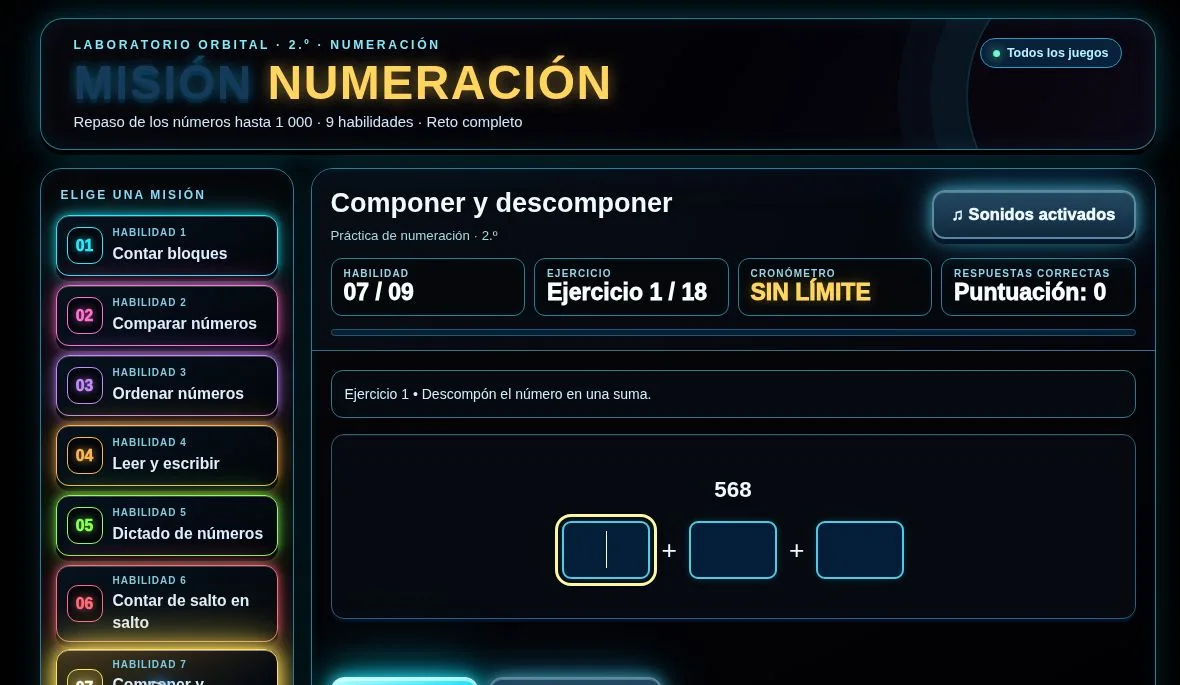 LABORATORIO ORBITAL · 2.º · NUMERACIÓN
MISIÓN NUMERACIÓN
Repaso de los números hasta 1 000 · 9 habilidades · Reto completo
Todos los juegos
ELIGE UNA MISIÓN
01
HABILIDAD 1
Contar bloques
02
HABILIDAD 2
Comparar números
03
HABILIDAD 3
Ordenar números
04
HABILIDAD 4
Leer y escribir
05
HABILIDAD 5
Dictado de números
06
HABILIDAD 6
Contar de salto en
salto
HABILIDAD 7
Componer y descomponer
Práctica de numeración · 2.º
♫ Sonidos activados
HABILIDAD
07 / 09
EJERCICIO
Ejercicio 1 / 18
CRONÓMETRO
SIN LÍMITE
RESPUESTAS CORRECTAS
Puntuación: 0
Ejercicio 1 • Descompón el número en una suma.
568
+ +